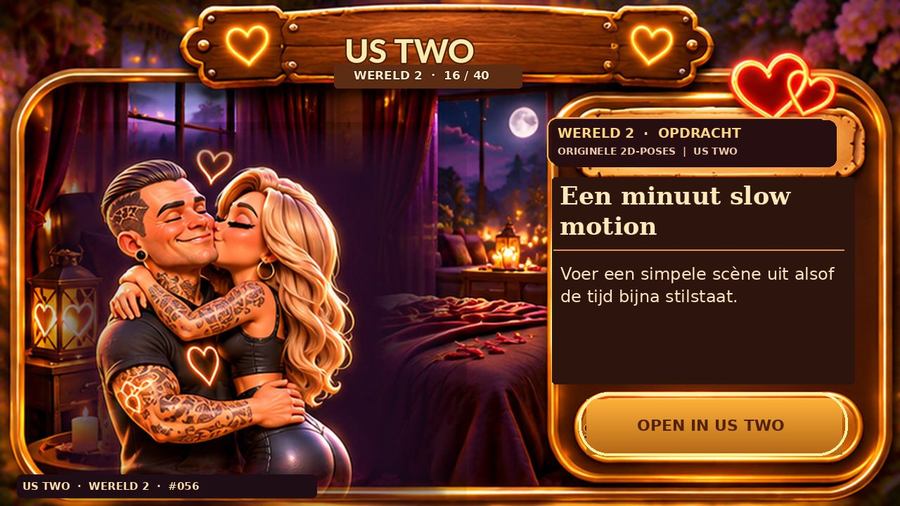 US TWO
WERELD 2 · 16 / 40
WERELD 2 · OPDRACHT
ORIGINELE 2D-POSES | US TWO
Een minuut slow
motion
Voer een simpele scène uit alsof
de tijd bijna stilstaat.
OPEN IN US TWO
US TWO · WERELD 2 · #056